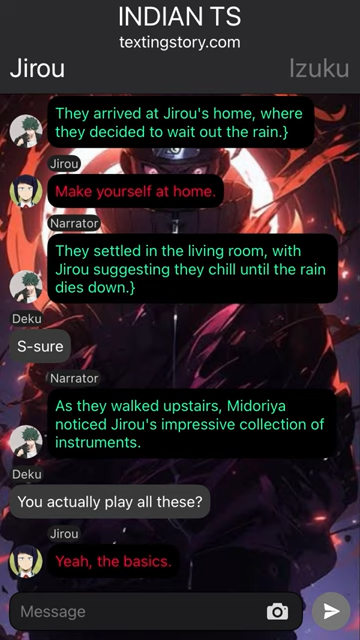 INDIAN TS
textingstory.com
Jirou
Izuku
They arrived at Jirou's home, where
they decided to wait out the rain.}
Jirou
Make yourself at home.
Narrator
They settled in the living room, with
Jirou suggesting they chill until the rain
dies down.}
Deku
S-sure
Narrator
As they walked upstairs, Midoriya
noticed Jirou's impressive collection of
instruments.
Deku
You actually play all these?
Jirou
Yeah, the basics.
Message